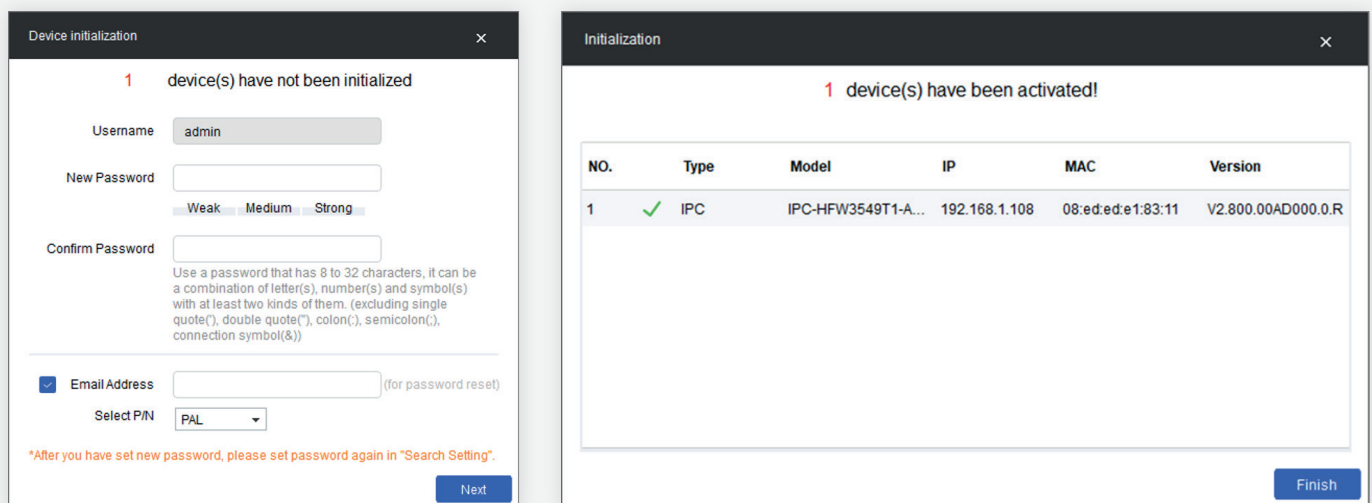 Device initialization
1 device(s) have not been initialized
Username admin
New Password
Weak Medium Strong
Confirm Password
Use a password that has 8 to 32 characters, it can be
a combination of letter(s), number(s) and symbol(s)
with at least two kinds of them. (excluding single
quote('), double quote("), colon(:), semicolon(;),
connection symbol(&))
Email Address (for password reset)
Select P/N PAL
*After you have set new password, please set password again in "Search Setting".
Next
Initialization
1 device(s) have been activated!
NO. Type Model IP MAC Version
1 IPC IPC-HFW3549T1-A... 192.168.1.108 08:ed:ed:e1:83:11 V2.800.00AD000.0.R
Finish